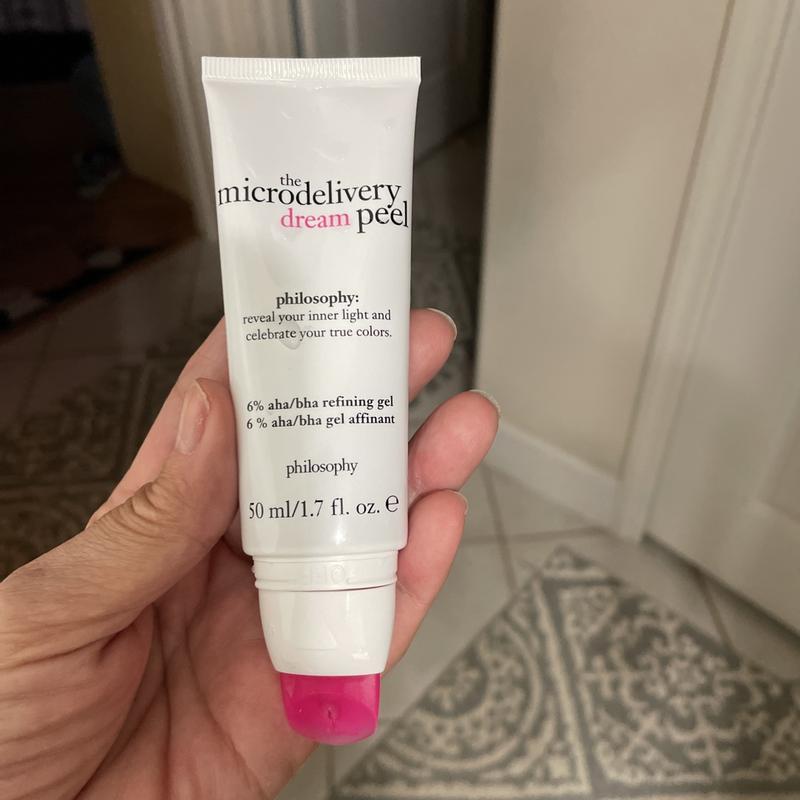 the
microdelivery
dream peel
philosophy:
reveal your inner light and
celebrate your true colors.
6% aha/bha refining gel
6 % aha/bha gel affinant
philosophy
50 ml/1.7 fl. oz. ℮